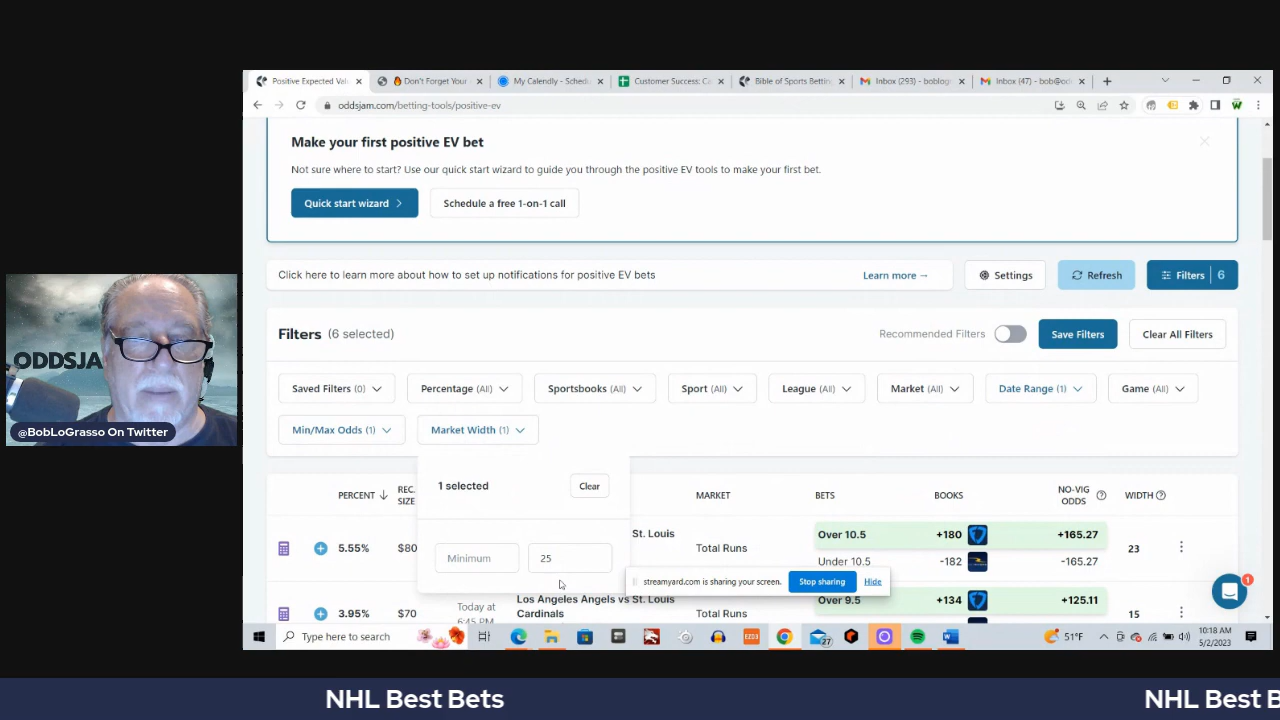 Positive Expected Valu
Don't Forget Your
My Calendly - Schedu
Customer Success: Ca
Bible of Sports Bettin
Inbox (293) - boblogr
Inbox (47) - bob@od
oddsjam.com/betting-tools/positive-ev
Make your first positive EV bet
Not sure where to start? Use our quick start wizard to guide you through the positive EV tools to make your first bet.
Quick start wizard
Schedule a free 1-on-1 call
Click here to learn more about how to set up notifications for positive EV bets
Learn more →
Settings
Refresh
Filters 6
Filters (6 selected)
Recommended Filters
Save Filters
Clear All Filters
Saved Filters (0)
Percentage (All)
Sportsbooks (All)
Sport (All)
League (All)
Market (All)
Date Range (1)
Game (All)
Min/Max Odds (1)
Market Width (1)
1 selected
Clear
Minimum
25
PERCENT
REC.
SIZE
MARKET
BETS
BOOKS
NO-VIG
ODDS
WIDTH
5.55%
$80
St. Louis
Total Runs
Over 10.5
+180
+165.27
Under 10.5
-182
-165.27
23
streamyard.com is sharing your screen.
Stop sharing
Hide
3.95%
$70
Today at
6:45 PM
Los Angeles Angels vs St. Louis
Cardinals
Total Runs
Over 9.5
+134
+125.11
15
1
ODDSJA
@BobLoGrasso On Twitter
Type here to search
27
51°F
10:18 AM
5/2/2023
NHL Best Bets
NHL Best B